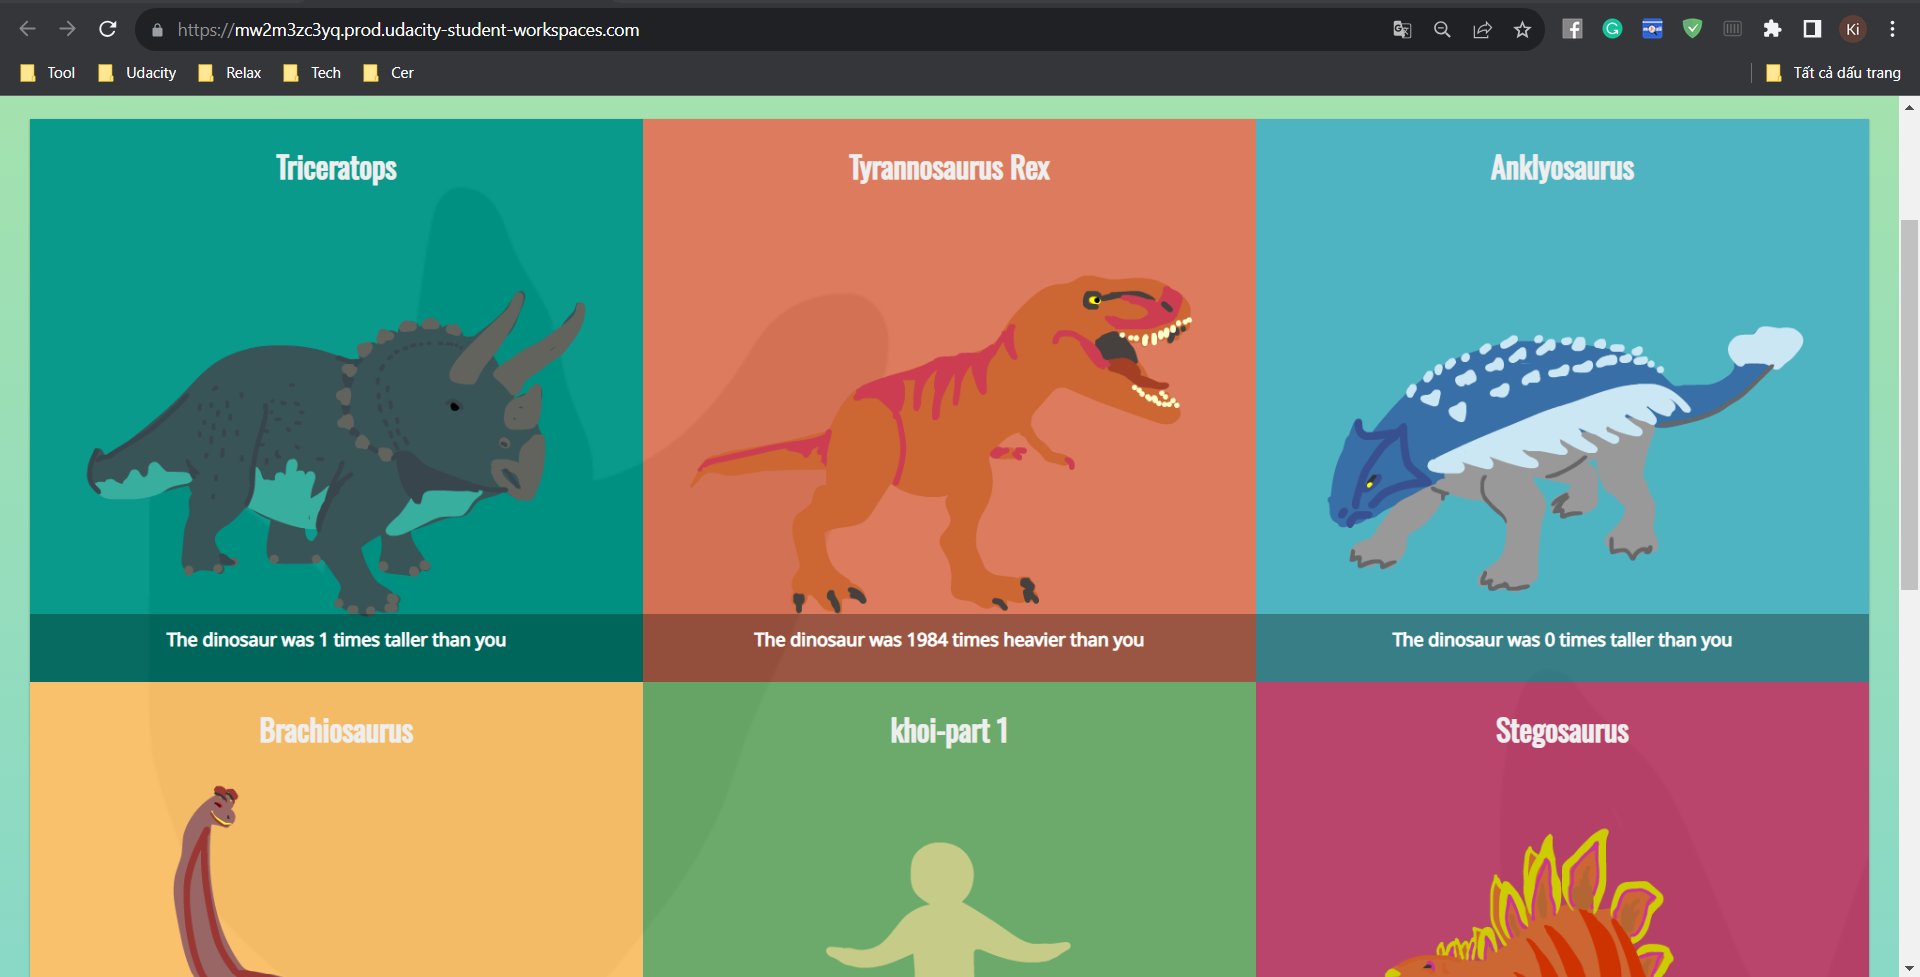 https://mw2m3zc3yq.prod.udacity-student-workspaces.com
Ki
Tool
Udacity
Relax
Tech
Cer
Tất cả dấu trang
Triceratops
Tyrannosaurus Rex
Anklyosaurus
The dinosaur was 1 times taller than you
The dinosaur was 1984 times heavier than you
The dinosaur was 0 times taller than you
Brachiosaurus
khoi-part 1
Stegosaurus